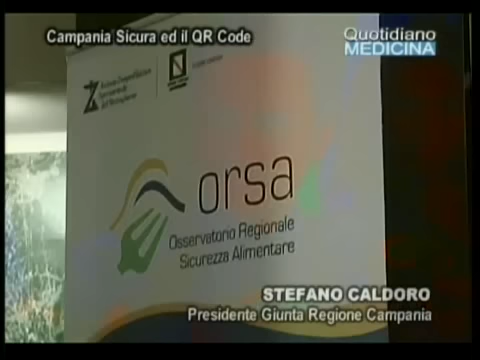 Campania Sicura ed il QR Code
Quotidiano
MEDICINA
orsa
Osservatorio Regionale
Sicurezza Alimentare
STEFANO CALDORO
Presidente Giunta Regione Campania